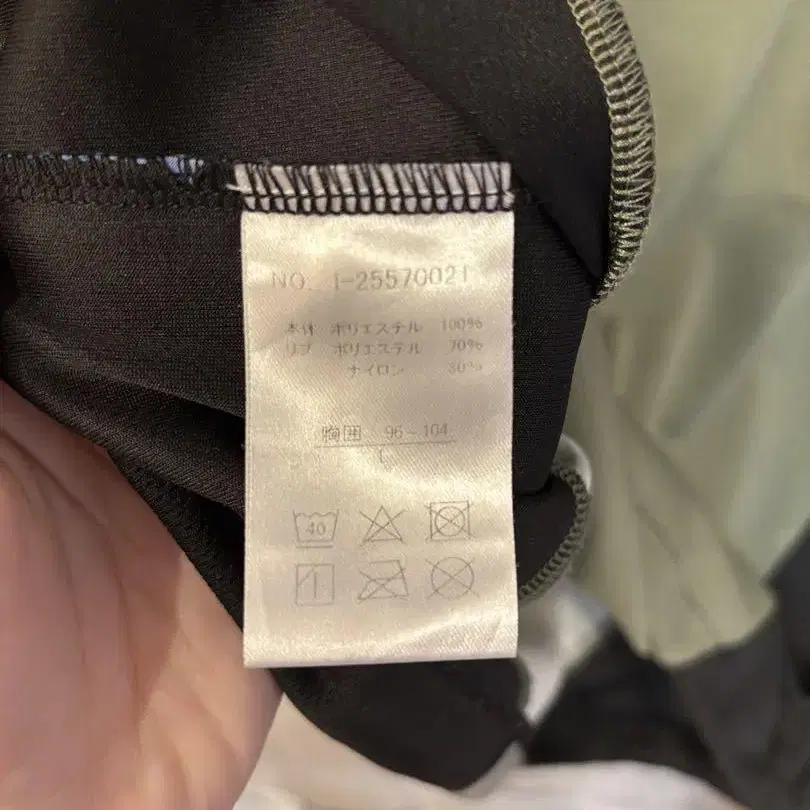 NO. 1-25570021
本体 ポリエステル 100%
リブ ポリエステル 70%
ナイロン 30%
胸囲 96~104
L
40